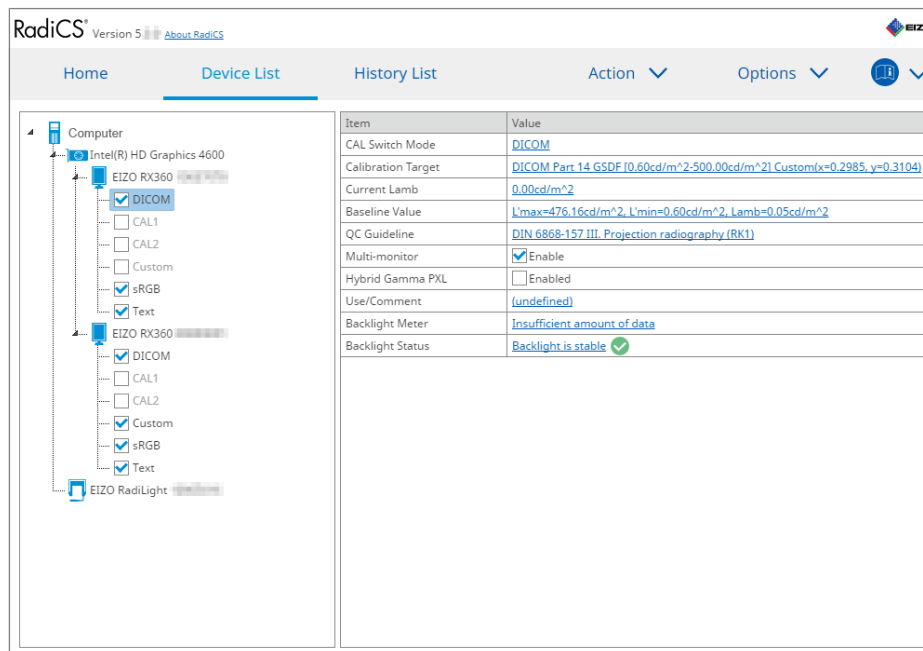 RadiCS® Version 5. About RadiCS
EIZ
Home Device List History List Action Options
Computer
Intel(R) HD Graphics 4600
EIZO RX360
DICOM
CAL1
CAL2
Custom
sRGB
Text
EIZO RX360
DICOM
CAL1
CAL2
Custom
sRGB
Text
EIZO RadiLight
Item Value
CAL Switch Mode DICOM
Calibration Target DICOM Part 14 GSDF [0.60cd/m^2-500.00cd/m^2] Custom(x=0.2985, y=0.3104)
Current Lamb 0.00cd/m^2
Baseline Value L'max=476.16cd/m^2, L'min=0.60cd/m^2, Lamb=0.05cd/m^2
QC Guideline DIN 6868-157 III. Projection radiography (RK1)
Multi-monitor Enable
Hybrid Gamma PXL Enabled
Use/Comment (undefined)
Backlight Meter Insufficient amount of data
Backlight Status Backlight is stable